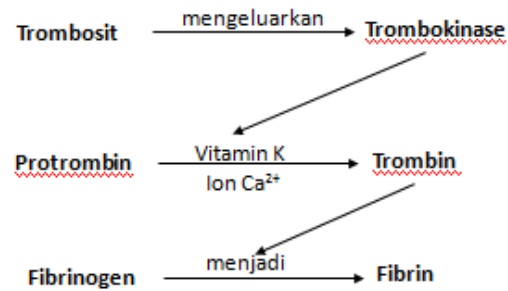 Trombosit mengeluarkan Trombokinase
Protrombin Vitamin K Trombin
Ion Ca²⁺
Fibrinogen menjadi Fibrin